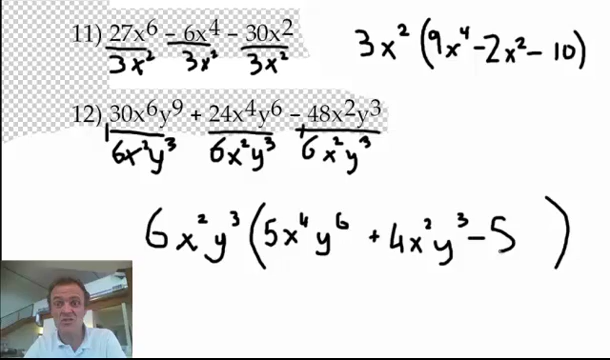 11) 27x⁶ – 6x⁴ – 30x² 3x² (9x⁴ - 2x² - 10)
3x² 3x² 3x²
12) 30x⁶y⁹ + 24x⁴y⁶ – 48x²y³
6x²y³ 6x²y³ 6x²y³
6x²y³ (5x⁴y⁶ + 4x²y³ - 5 )